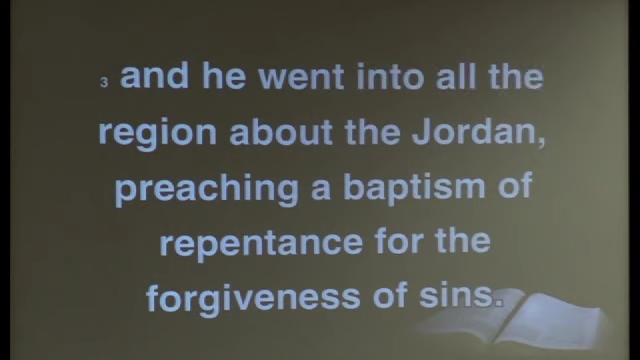 3 and he went into all the
region about the Jordan,
preaching a baptism of
repentance for the
forgiveness of sins.